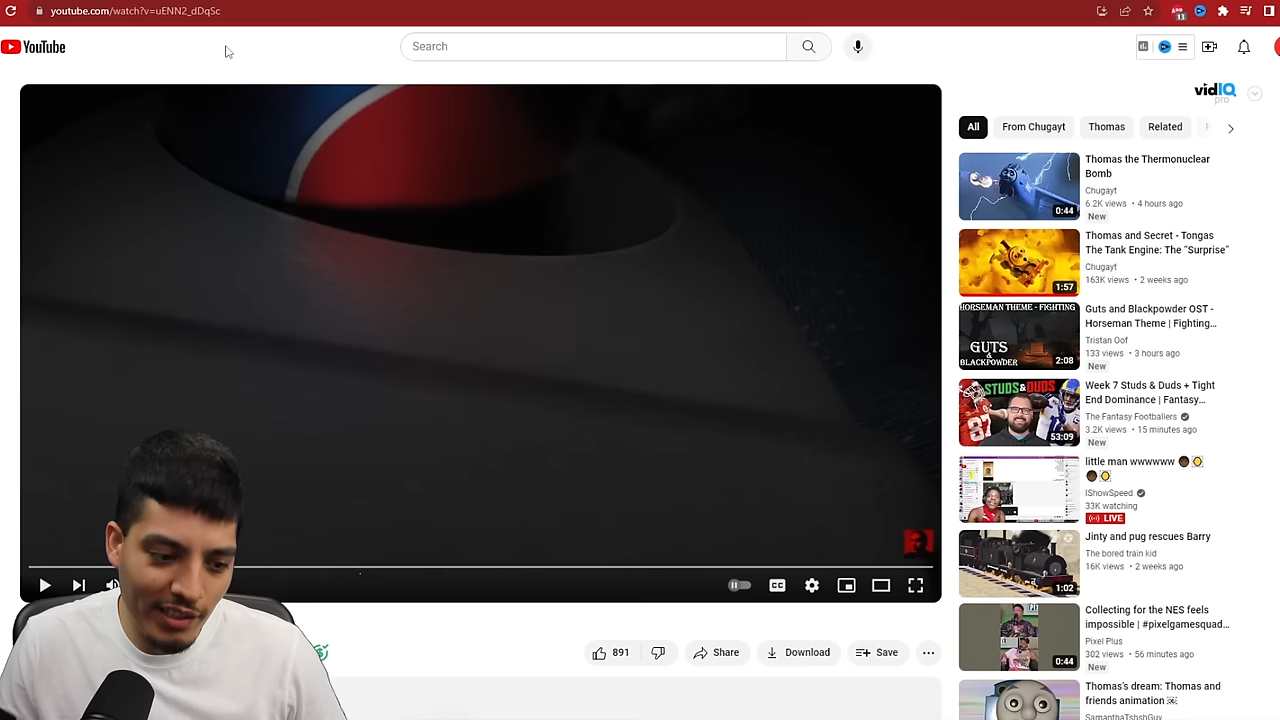 youtube.com/watch?v=uENN2_dDqSc
13
YouTube
Search
vidIQ
pro
All
From Chugayt
Thomas
Related
Thomas the Thermonuclear
Bomb
Chugayt
6.2K views • 4 hours ago
New
0:44
Thomas and Secret - Tongas
The Tank Engine: The "Surprise"
Chugayt
163K views • 2 weeks ago
1:57
HORSEMAN THEME - FIGHTING
GUTS
&
BLACKPOWDER
2:08
Guts and Blackpowder OST -
Horseman Theme | Fighting...
Tristan Oof
133 views • 3 hours ago
New
STUDS & DUDS
87
53:09
Week 7 Studs & Duds + Tight
End Dominance | Fantasy...
The Fantasy Footballers
3.2K views • 15 minutes ago
New
little man wwwwww
IShowSpeed
33K watching
LIVE
Jinty and pug rescues Barry
The bored train kid
16K views • 2 weeks ago
1:02
Collecting for the NES feels
impossible | #pixelgamesquad...
Pixel Plus
302 views • 56 minutes ago
New
0:44
Thomas's dream: Thomas and
friends animation
SamanthaTshshGuy
CC
891
Share
Download
Save